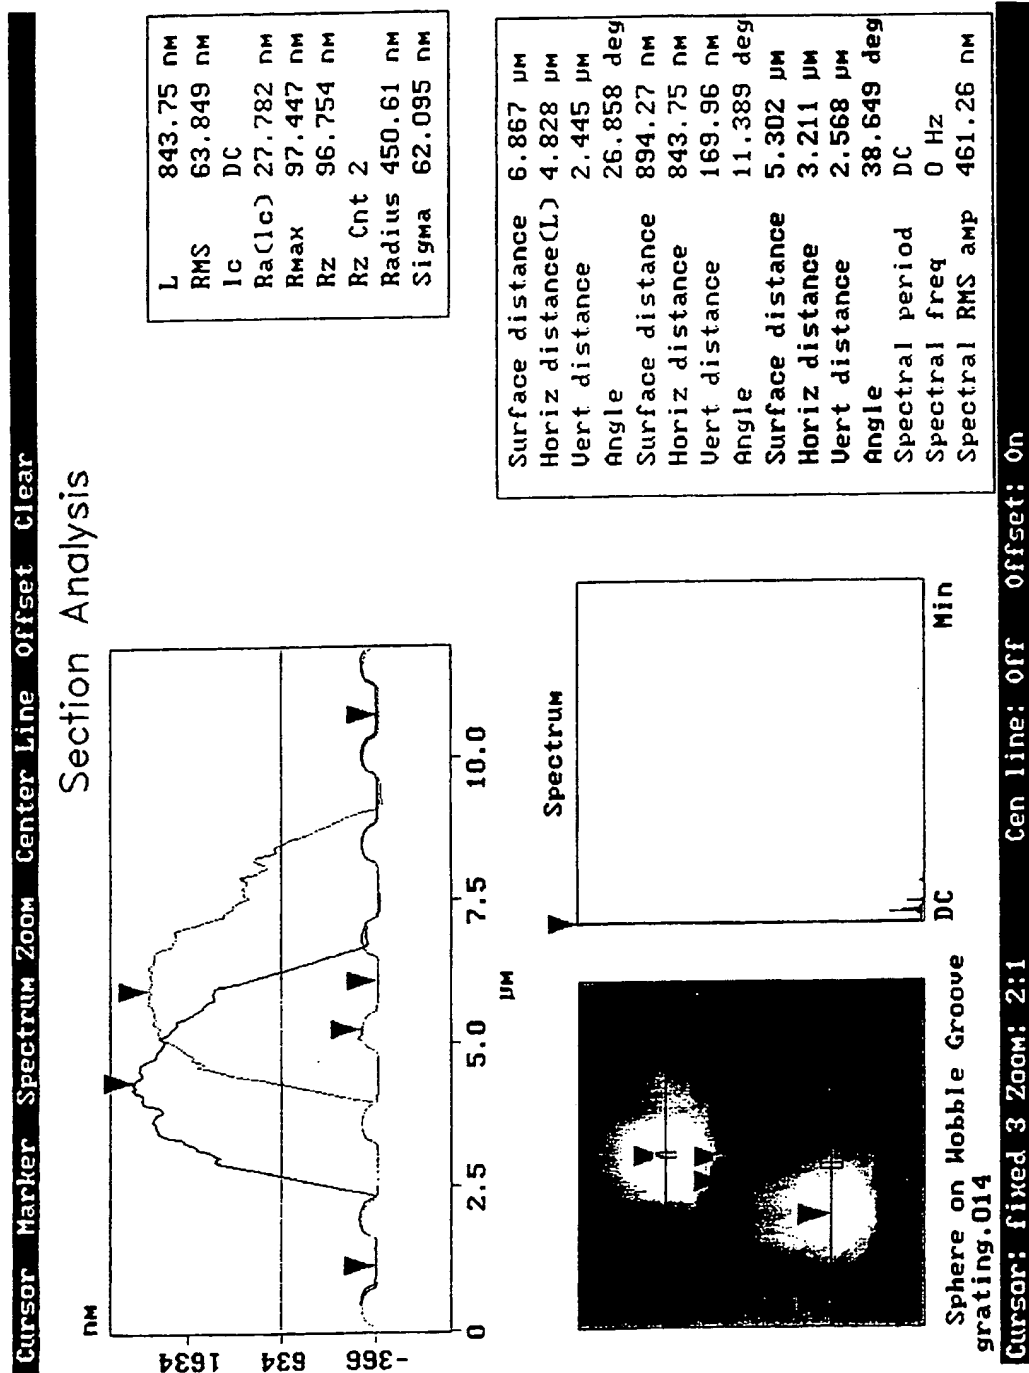 Cursor Marker Spectrum Zoom Center Line Offset Clear
Section Analysis
nM
1634
634
-366
0
2.5
5.0
7.5
10.0
µM
L 843.75 nM
RMS 63.849 nM
lc DC
Ra(lc) 27.782 nM
RMax 97.447 nM
Rz 96.754 nM
Rz Cnt 2
Radius 450.61 nM
SigMa 62.095 nM
Spectrum
DC
Min
Surface distance 6.867 µM
Horiz distance(L) 4.828 µM
Vert distance 2.445 µM
Angle 26.858 deg
Surface distance 894.27 nM
Horiz distance 843.75 nM
Vert distance 169.96 nM
Angle 11.389 deg
Surface distance 5.302 µM
Horiz distance 3.211 µM
Vert distance 2.568 µM
Angle 38.649 deg
Spectral period DC
Spectral freq 0 Hz
Spectral RMS aMp 461.26 nM
Sphere on Wobble Groove
grating.014
Cursor: fixed 3 ZooM: 2:1 Cen line: Off Offset: On